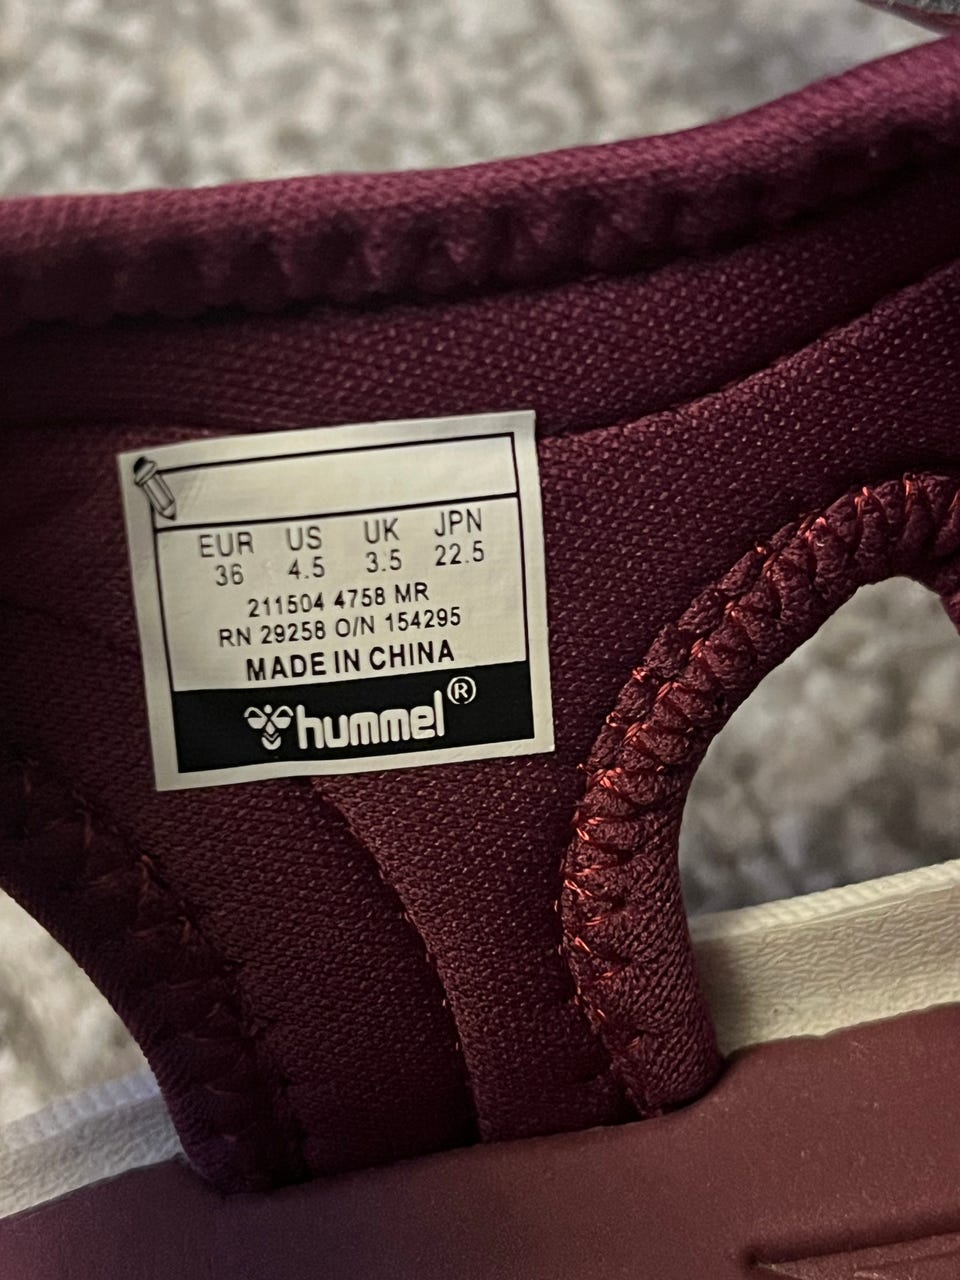 EUR US UK JPN
36 4.5 3.5 22.5
211504 4758 MR
RN 29258 O/N 154295
MADE IN CHINA
hummel®